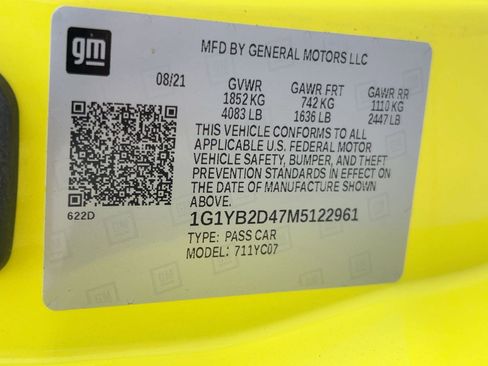 gm
MFD BY GENERAL MOTORS LLC
08/21 GVWR GAWR FRT GAWR RR
1852 KG 742 KG 1110 KG
4083 LB 1636 LB 2447 LB
THIS VEHICLE CONFORMS TO ALL
APPLICABLE U.S. FEDERAL MOTOR
VEHICLE SAFETY, BUMPER, AND THEFT
PREVENTION STANDARDS IN EFFECT ON
THE DATE OF MANUFACTURE SHOWN
ABOVE.
622D
1G1YB2D47M5122961
TYPE: PASS CAR
MODEL: 711YC07